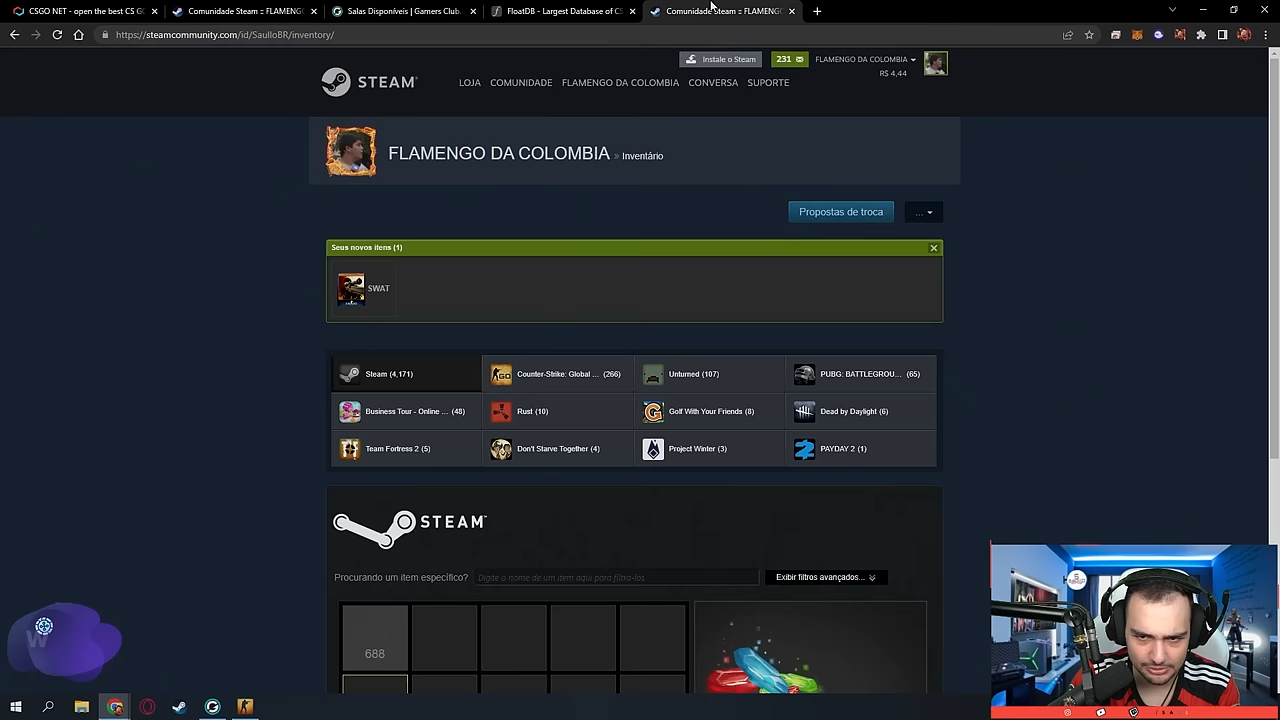 CSGO NET - open the best CS GO
Comunidade Steam :: FLAMENGO
Salas Disponíveis | Gamers Club
FloatDB - Largest Database of CS
Comunidade Steam :: FLAMENGO
https://steamcommunity.com/id/SaulloBR/inventory/
Instale o Steam
231
FLAMENGO DA COLOMBIA
R$ 4,44
STEAM
LOJA
COMUNIDADE
FLAMENGO DA COLOMBIA
CONVERSA
SUPORTE
FLAMENGO DA COLOMBIA » Inventário
Propostas de troca
...
Seus novos itens (1)
SWAT
Steam (4,171)
Counter-Strike: Global ... (266)
Unturned (107)
PUBG: BATTLEGROU... (65)
Business Tour - Online ... (48)
Rust (10)
Golf With Your Friends (8)
Dead by Daylight (6)
Team Fortress 2 (5)
Don't Starve Together (4)
Project Winter (3)
PAYDAY 2 (1)
STEAM
Procurando um item específico?
Digite o nome de um item aqui para filtrá-los
Exibir filtros avançados...
688